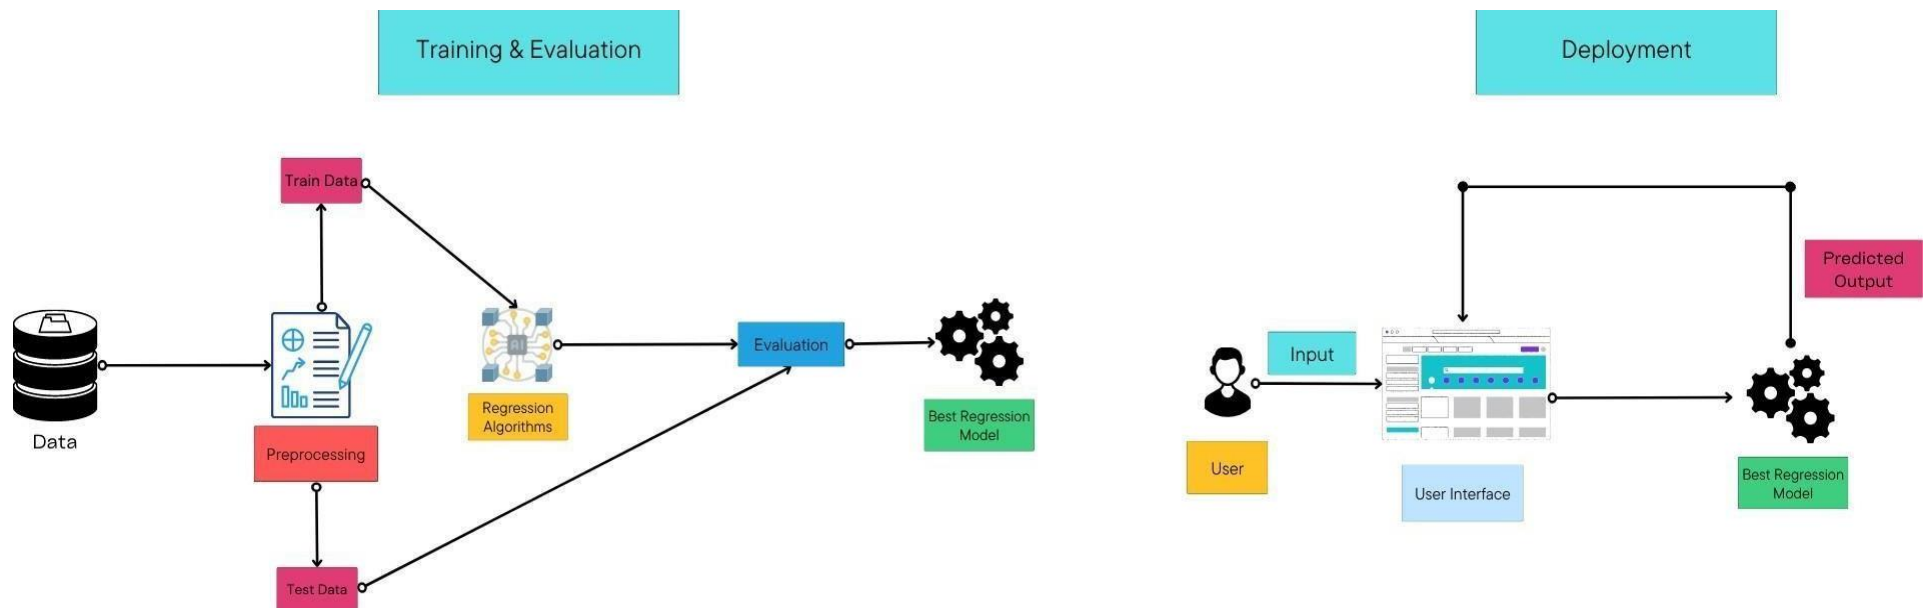 Training & Evaluation
Deployment
Train Data
Predicted
Output
Evaluation
Input
AI
Data
Regression
Algorithms
Best Regression
Model
Preprocessing
User
User Interface
Best Regression
Model
Test Data